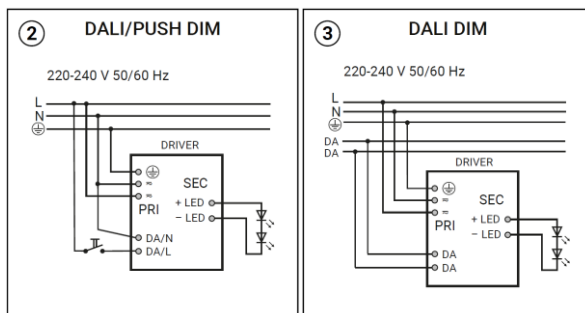 2 DALI/PUSH DIM
220-240 V 50/60 Hz
L
N
DRIVER
≂
SEC
≂
+ LED
PRI
– LED
DA/N
DA/L
3 DALI DIM
220-240 V 50/60 Hz
L
N
DA
DA
DRIVER
≂
SEC
≂
+ LED
PRI
– LED
DA
DA